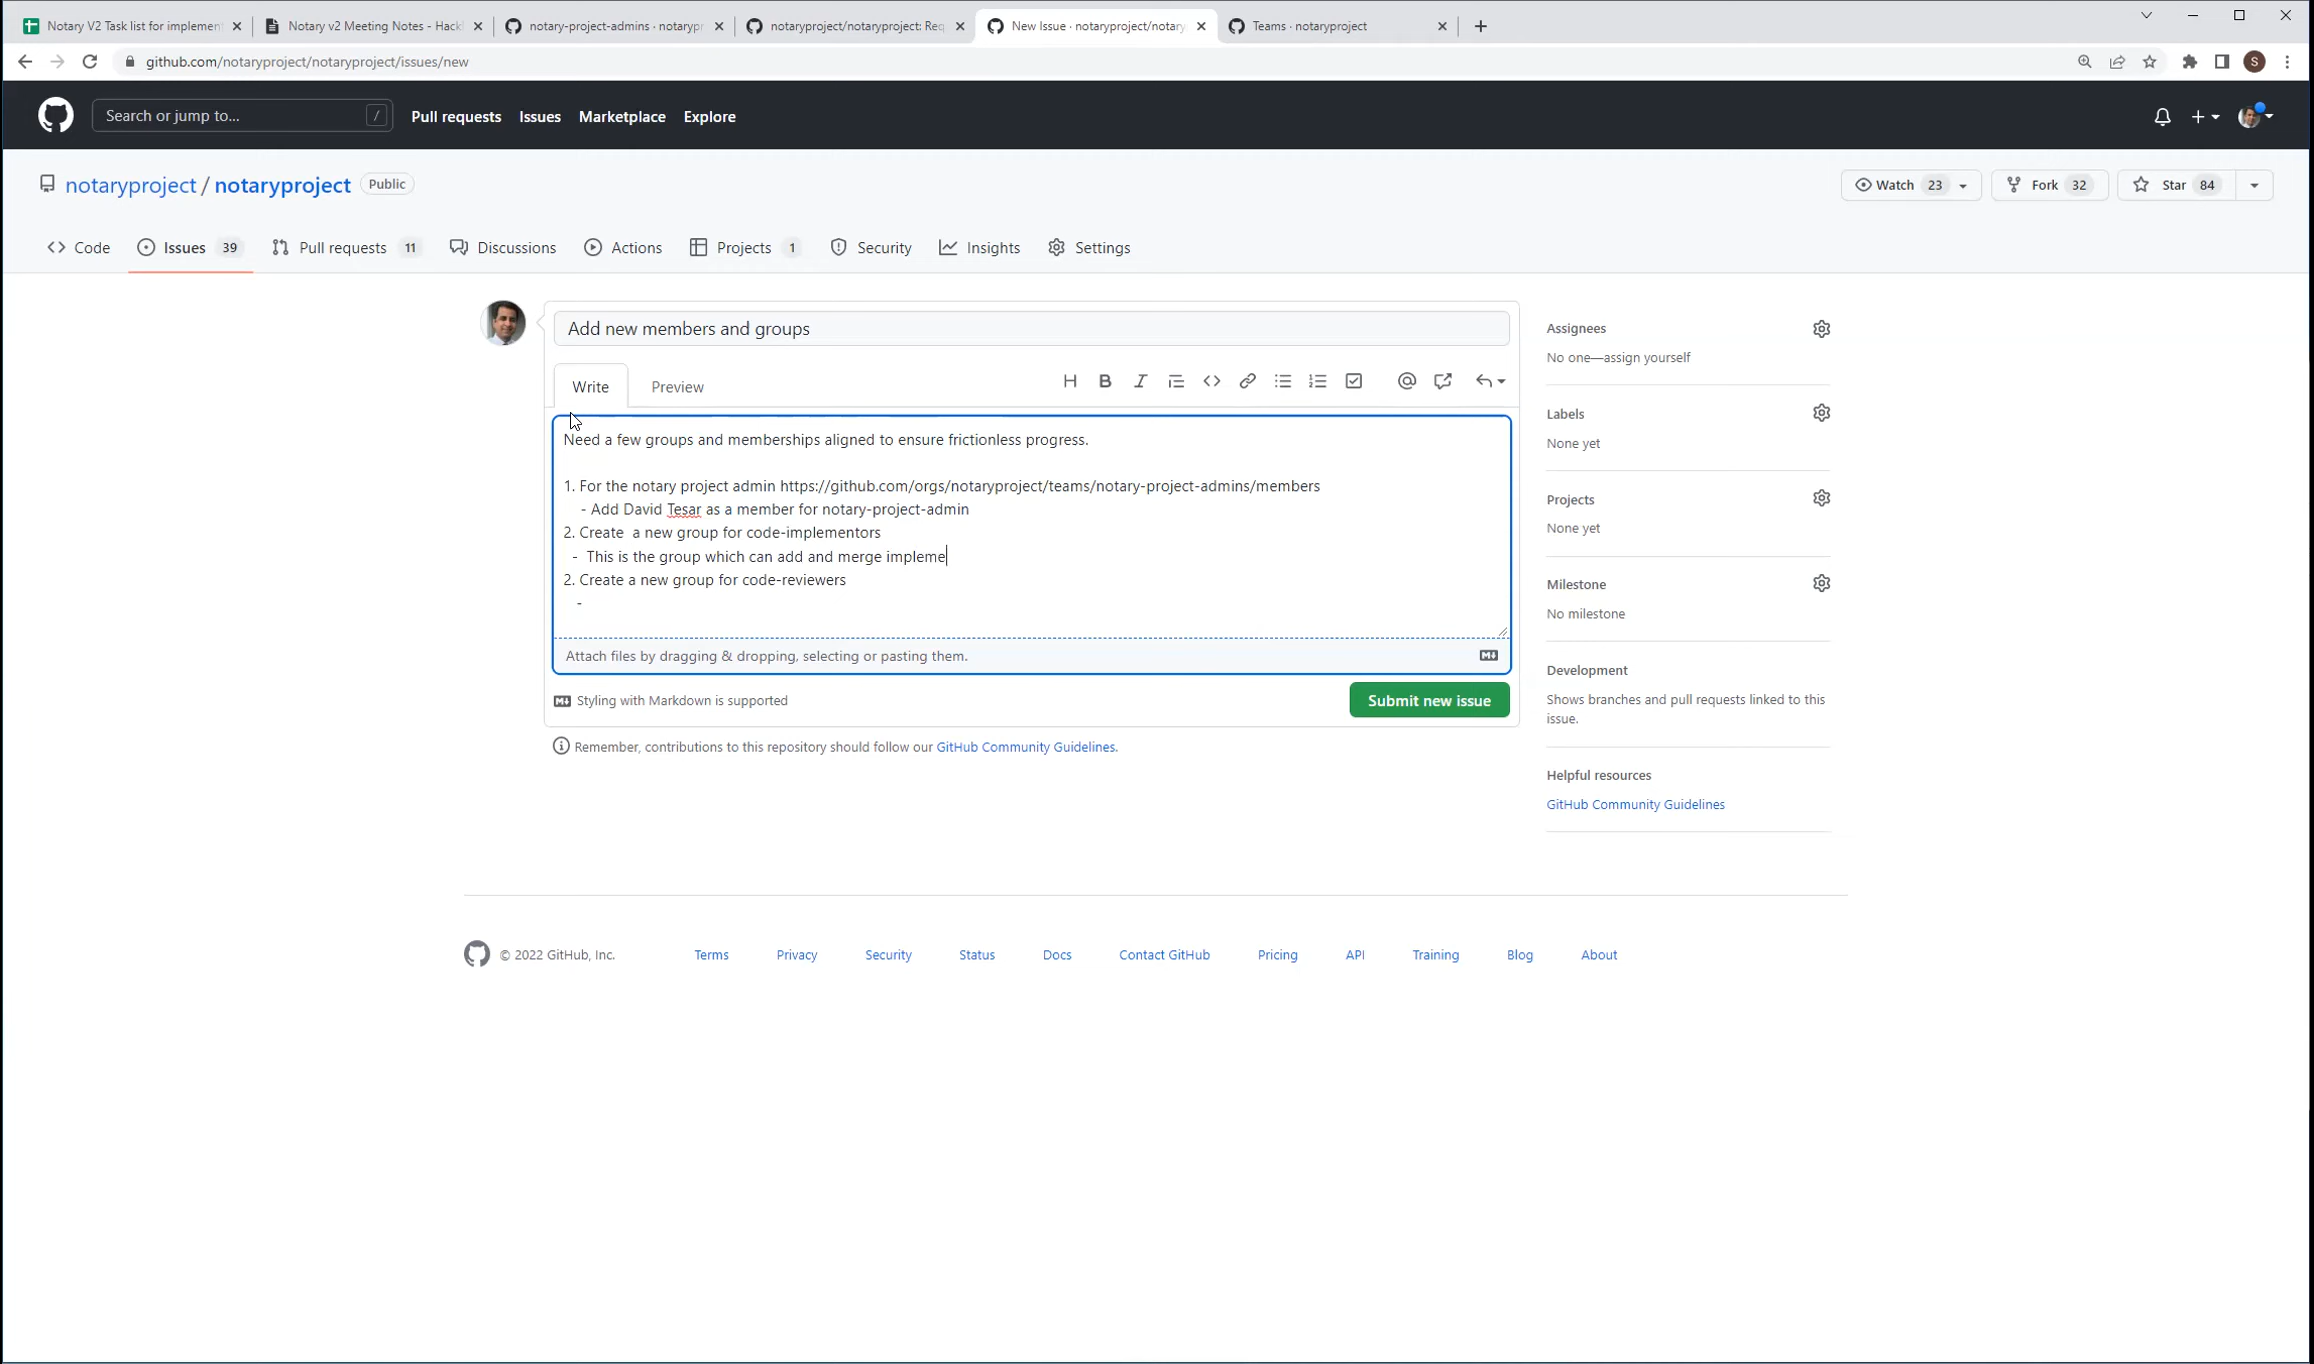 Notary V2 Task list for implemen
Notary v2 Meeting Notes - Hack
notary-project-admins · notarypr
notaryproject/notaryproject: Req
New Issue · notaryproject/notary
Teams · notaryproject
github.com/notaryproject/notaryproject/issues/new
S
Search or jump to... /
Pull requests Issues Marketplace Explore
notaryproject / notaryproject Public
Watch 23
Fork 32
Star 84
Code
Issues 39
Pull requests 11
Discussions
Actions
Projects 1
Security
Insights
Settings
Add new members and groups
Write
Preview
Need a few groups and memberships aligned to ensure frictionless progress.
1. For the notary project admin https://github.com/orgs/notaryproject/teams/notary-project-admins/members
- Add David Tesar as a member for notary-project-admin
2. Create  a new group for code-implementors
-  This is the group which can add and merge impleme
2. Create a new group for code-reviewers
-
Attach files by dragging & dropping, selecting or pasting them.
Styling with Markdown is supported
Submit new issue
Remember, contributions to this repository should follow our GitHub Community Guidelines.
Assignees
No one—assign yourself
Labels
None yet
Projects
None yet
Milestone
No milestone
Development
Shows branches and pull requests linked to this
issue.
Helpful resources
GitHub Community Guidelines
© 2022 GitHub, Inc.
Terms
Privacy
Security
Status
Docs
Contact GitHub
Pricing
API
Training
Blog
About